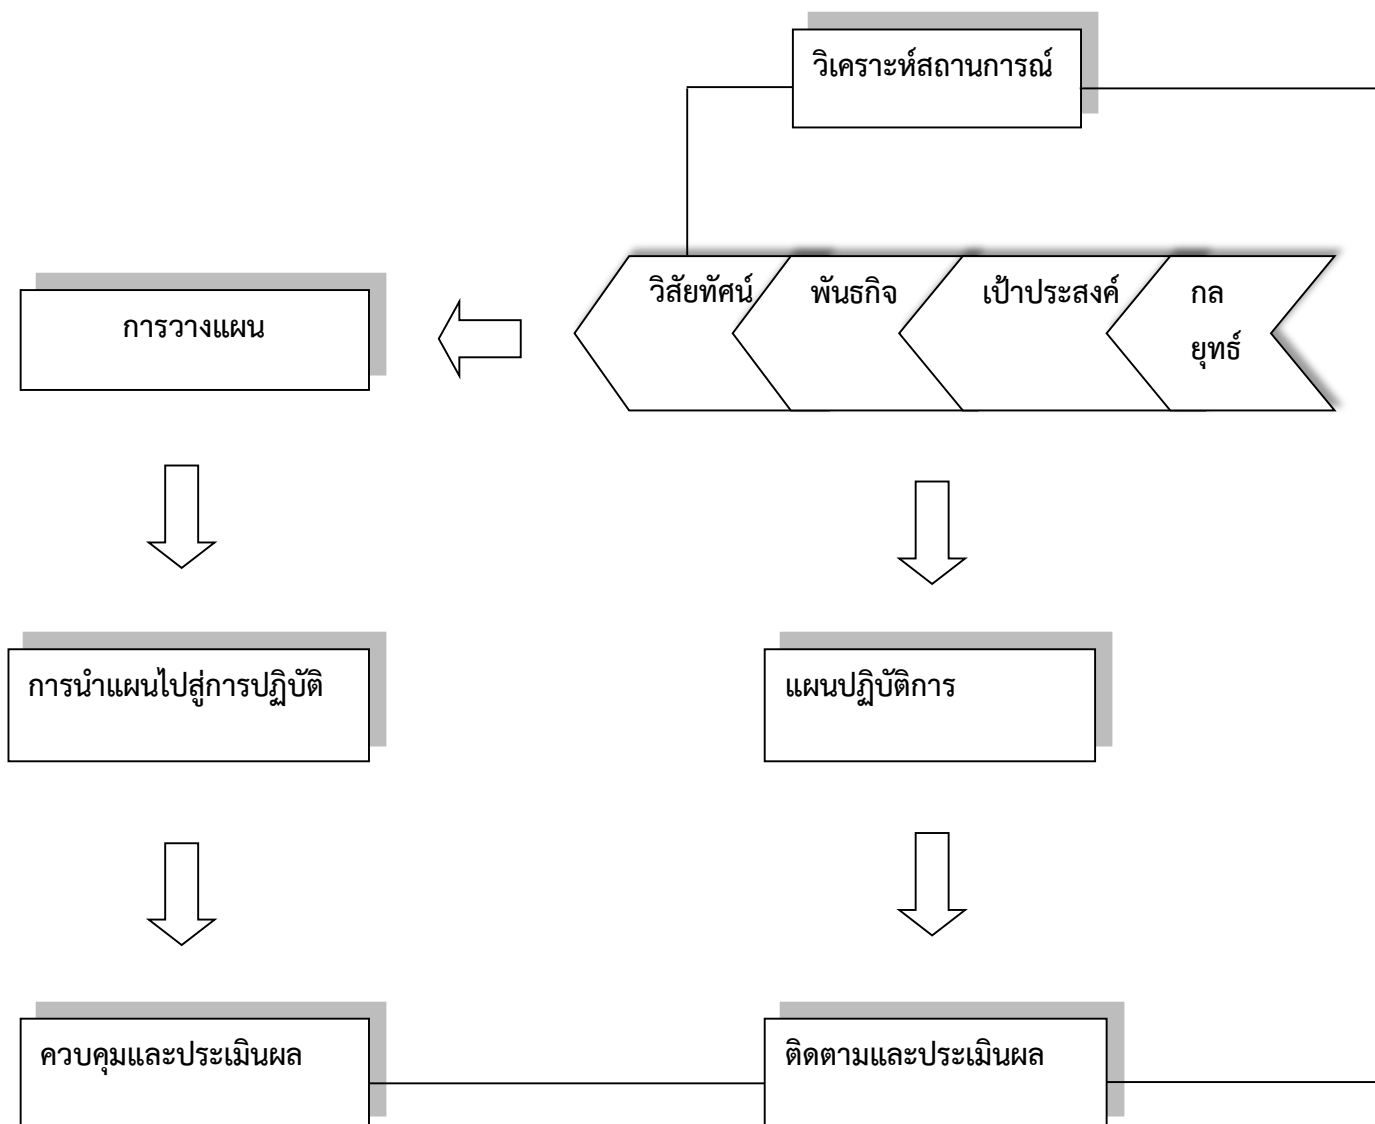 วิเคราะห์สถานการณ์
วิสัยทัศน์
พันธกิจ
เป้าประสงค์
กล
ยุทธ์
การวางแผน
การนำแผนไปสู่การปฏิบัติ
แผนปฏิบัติการ
ควบคุมและประเมินผล
ติดตามและประเมินผล